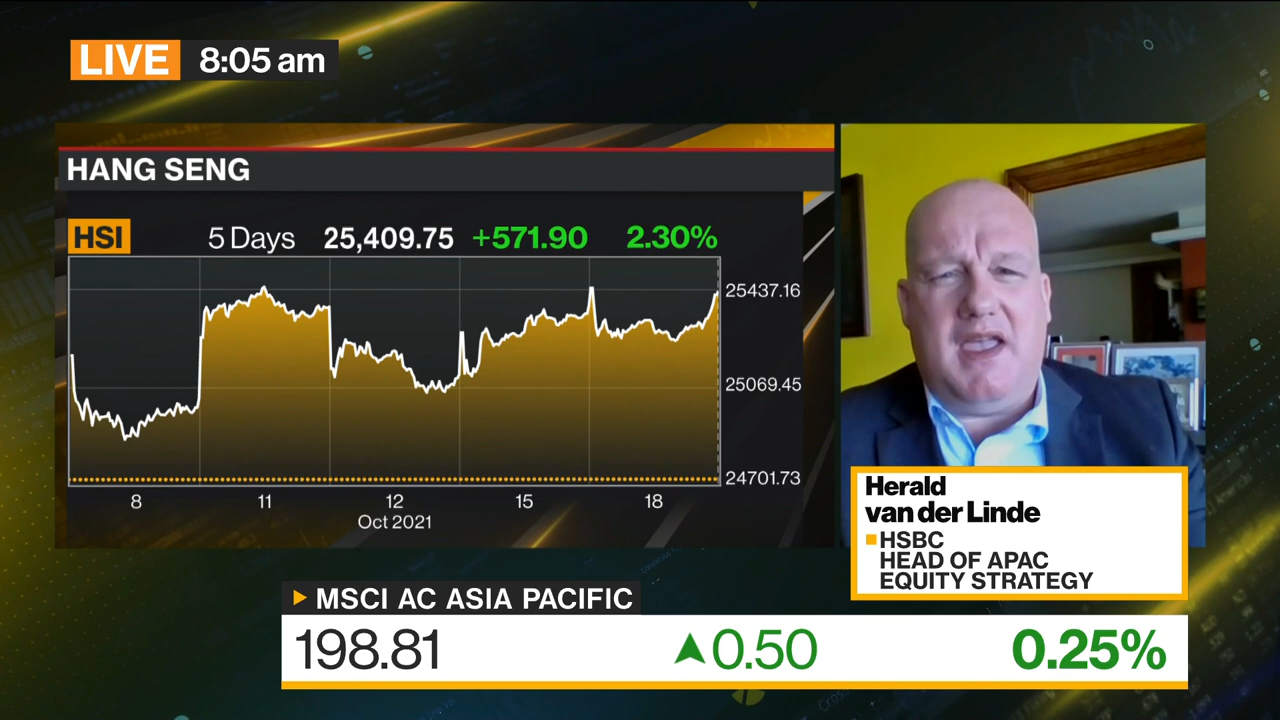 LIVE 8:05 am
HANG SENG
HSI 5 Days 25,409.75 +571.90 2.30%
25437.16
25069.45
24701.73
8 11 12 15 18
Oct 2021
Herald
van der Linde
HSBC
HEAD OF APAC
EQUITY STRATEGY
MSCI AC ASIA PACIFIC
198.81 0.50 0.25%